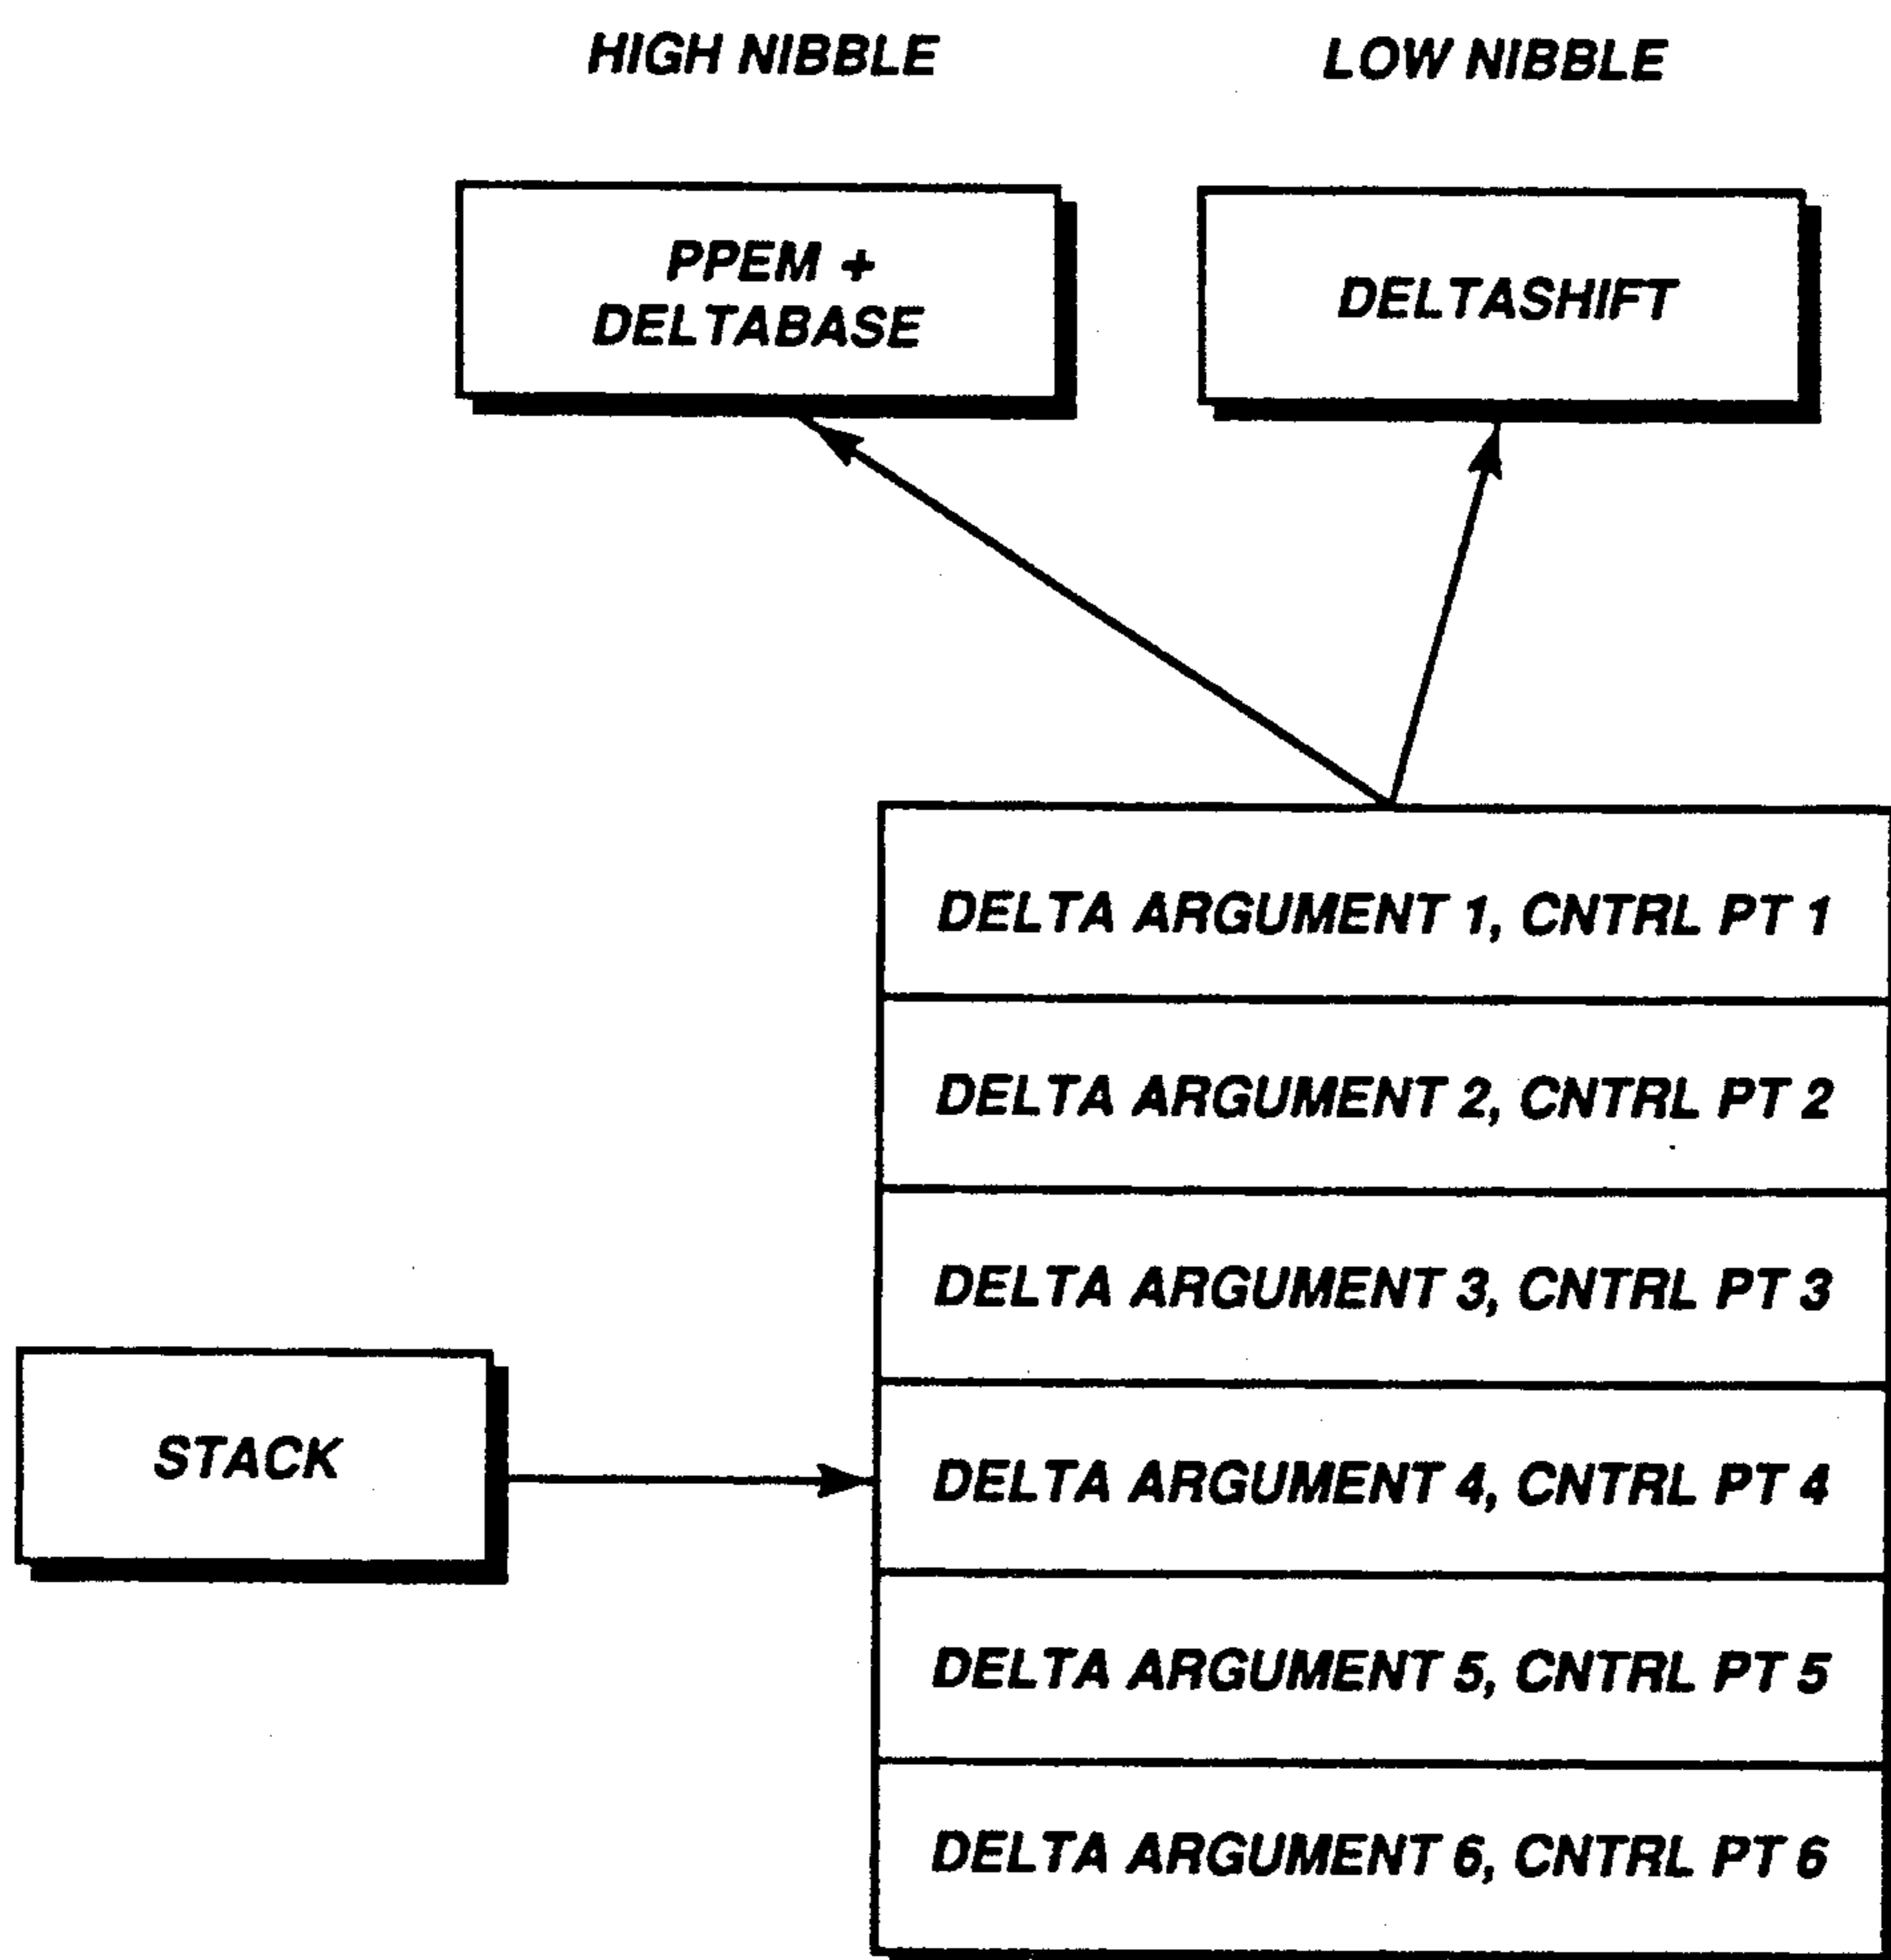 HIGH NIBBLE
LOW NIBBLE
PPEM +
DELTABASE
DELTASHIFT
DELTA ARGUMENT 1, CNTRL PT 1
DELTA ARGUMENT 2, CNTRL PT 2
DELTA ARGUMENT 3, CNTRL PT 3
STACK
DELTA ARGUMENT 4, CNTRL PT 4
DELTA ARGUMENT 5, CNTRL PT 5
DELTA ARGUMENT 6, CNTRL PT 6